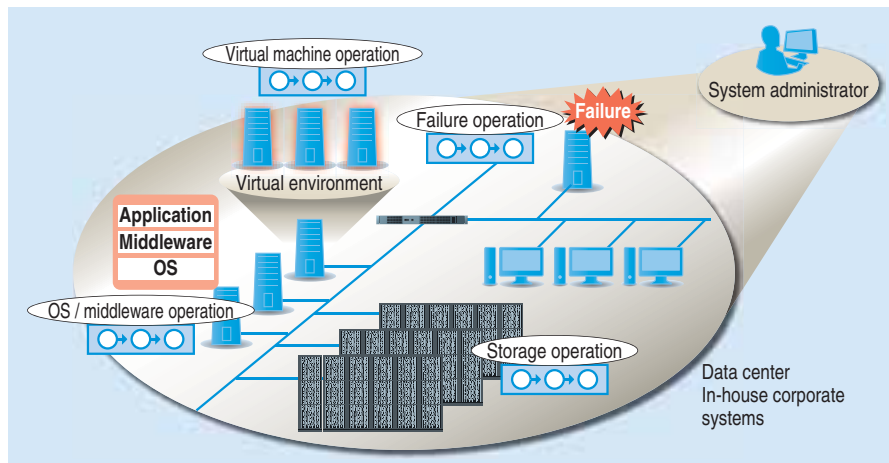 Virtual machine operation
System administrator
Failure operation
Failure
Virtual environment
Application
Middleware
OS
OS / middleware operation
Storage operation
Data center
In-house corporate
systems